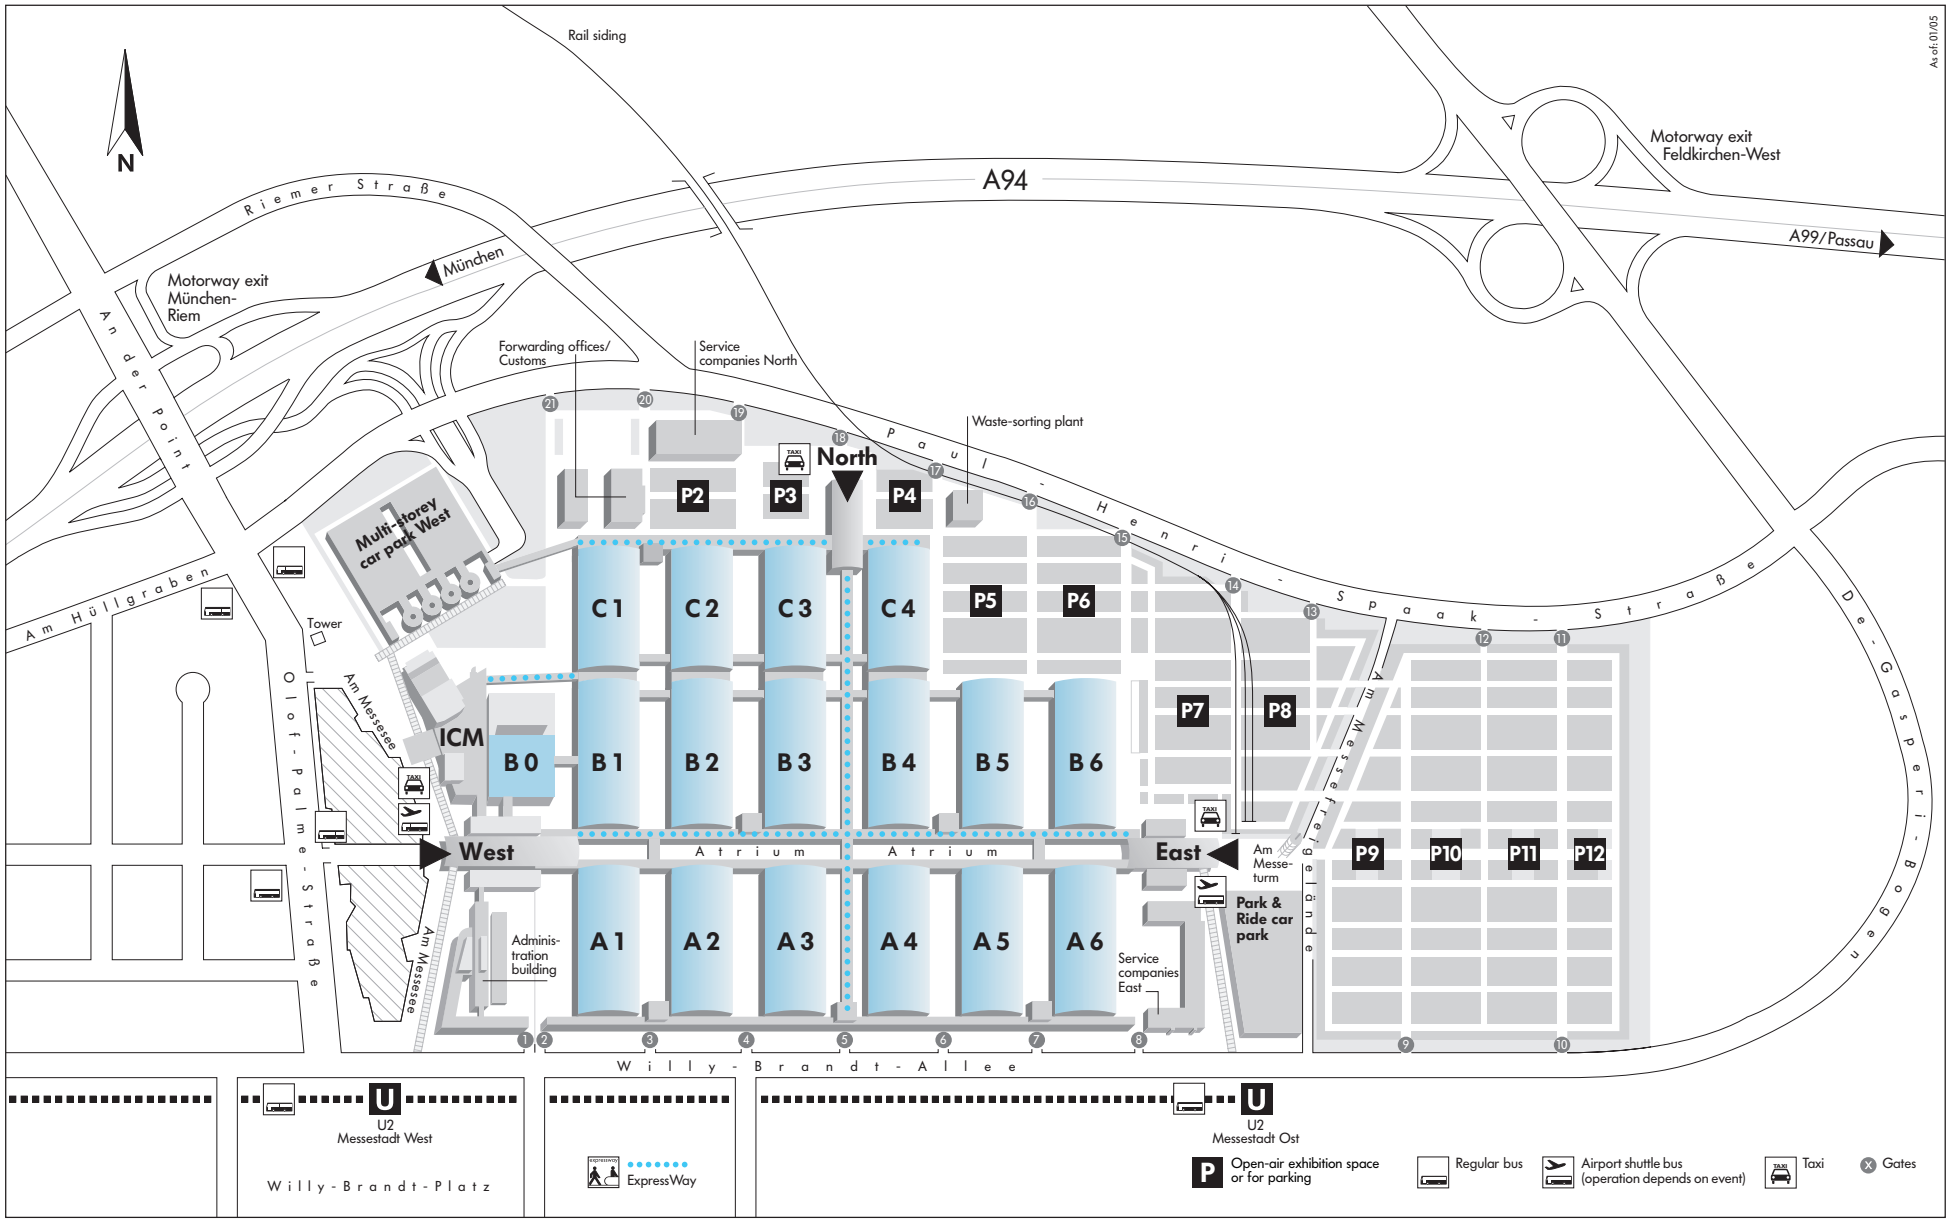 As of: 01/05
Rail siding
Motorway exit
Feldkirchen-West
N
Riemer Straße
A94
A99/Passau
München
Motorway exit
München-
Riem
An der Point
Forwarding offices/
Customs
Service
companies North
21
20
19
18
17
16
15
14
13
12
11
Waste-sorting plant
Paul-Henri-Spaak-Straße
TAXI
North
P2
P3
P4
Multi-storey
car park West
Am Hüllgraben
Tower
C1
C2
C3
C4
P5
P6
De-Gasperi-Bogen
Olof-Palme-Straße
Am Messesee
ICM
B0
B1
B2
B3
B4
B5
B6
P7
P8
Am Messefreigelände
TAXI
TAXI
West
Atrium
Atrium
East
Am
Messe-
turm
P9
P10
P11
P12
Park &
Ride car
park
Am Messesee
Adminis-
tration
building
A1
A2
A3
A4
A5
A6
Service
companies
East
1
2
3
4
5
6
7
8
9
10
Willy-Brandt-Allee
U
U2
Messestadt West
U
U2
Messestadt Ost
Willy-Brandt-Platz
expressway
ExpressWay
P
Open-air exhibition space
or for parking
Regular bus
Airport shuttle bus
(operation depends on event)
TAXI
Taxi
X
Gates